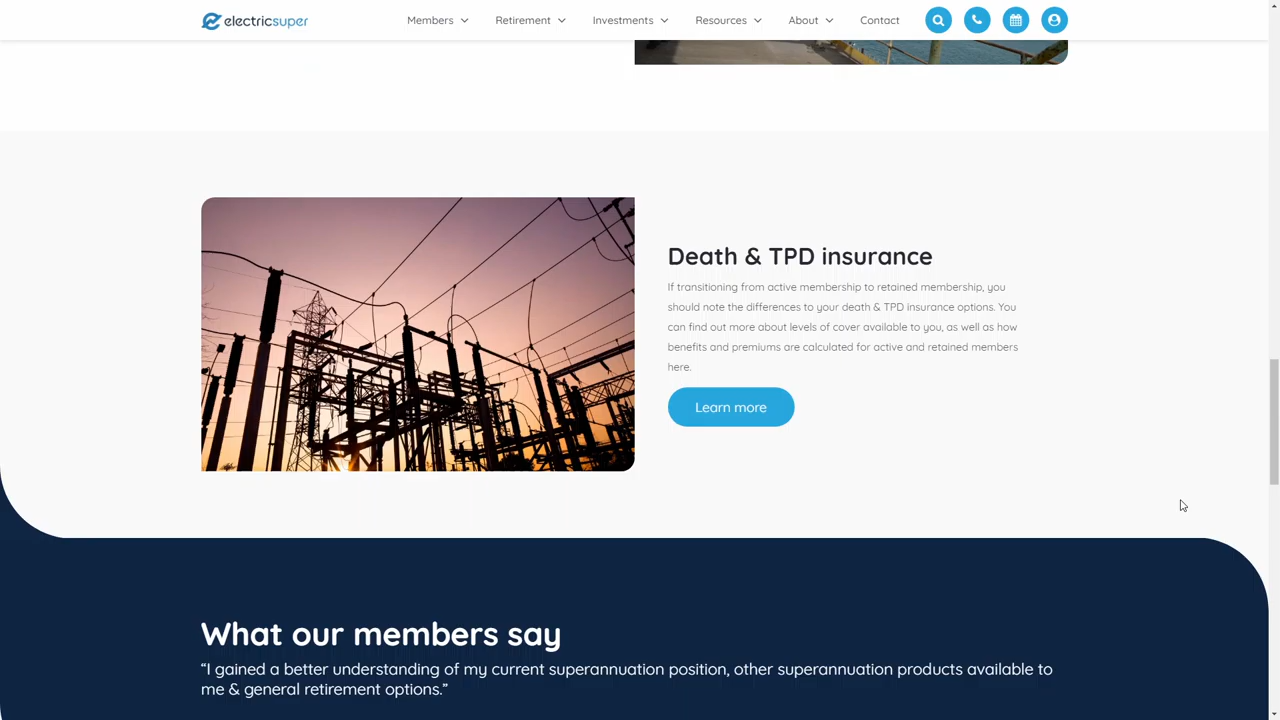 electricsuper
Members
Retirement
Investments
Resources
About
Contact
Death & TPD insurance
If transitioning from active membership to retained membership, you
should note the differences to your death & TPD insurance options. You
can find out more about levels of cover available to you, as well as how
benefits and premiums are calculated for active and retained members
here.
Learn more
What our members say
“I gained a better understanding of my current superannuation position, other superannuation products available to
me & general retirement options.”